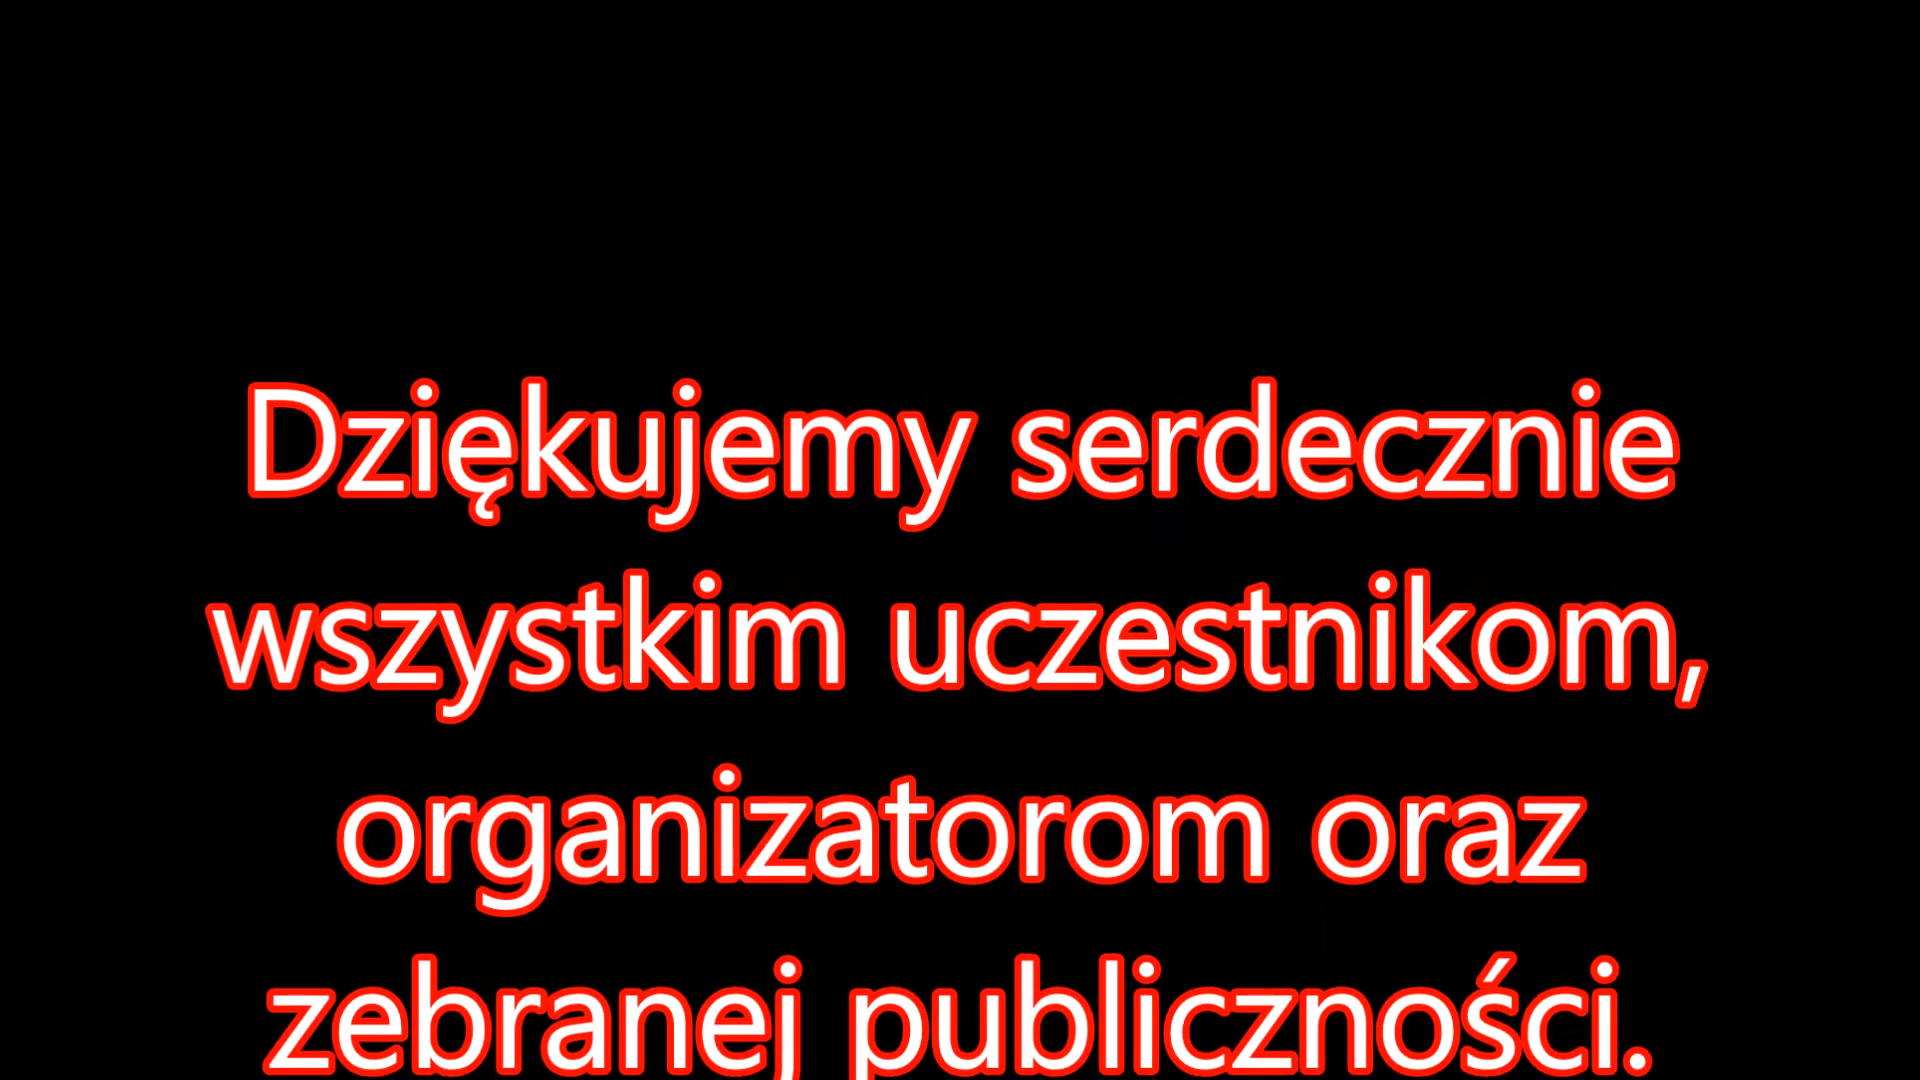 Dziękujemy serdecznie
wszystkim uczestnikom,
organizatorom oraz
zebranej publiczności.